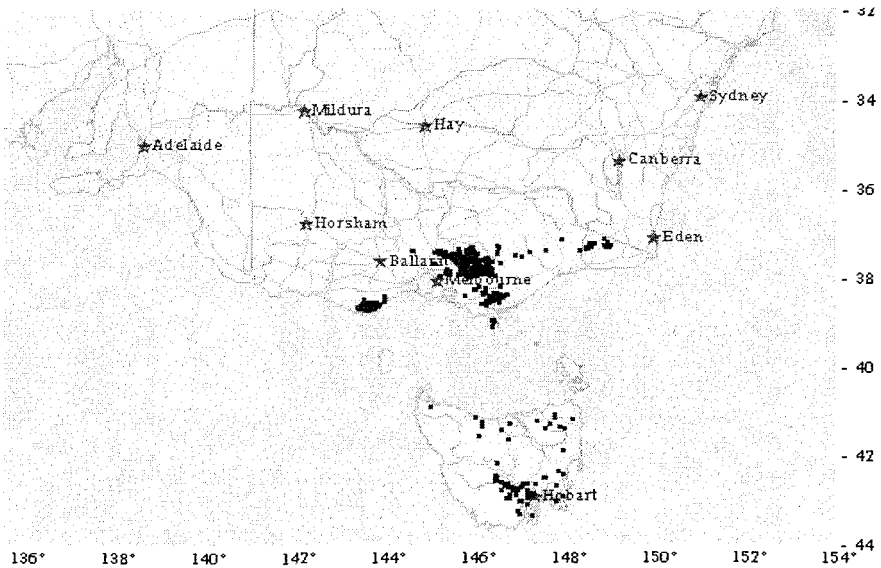 - 32
Mildura
Sydney
- 34
Hay
Adelaide
Canberra
- 36
Horsham
Eden
Ballarat
- 38
Melbourne
- 40
- 42
Hobart
- 44
136° 138° 140° 142° 144° 146° 148° 150° 152° 154°